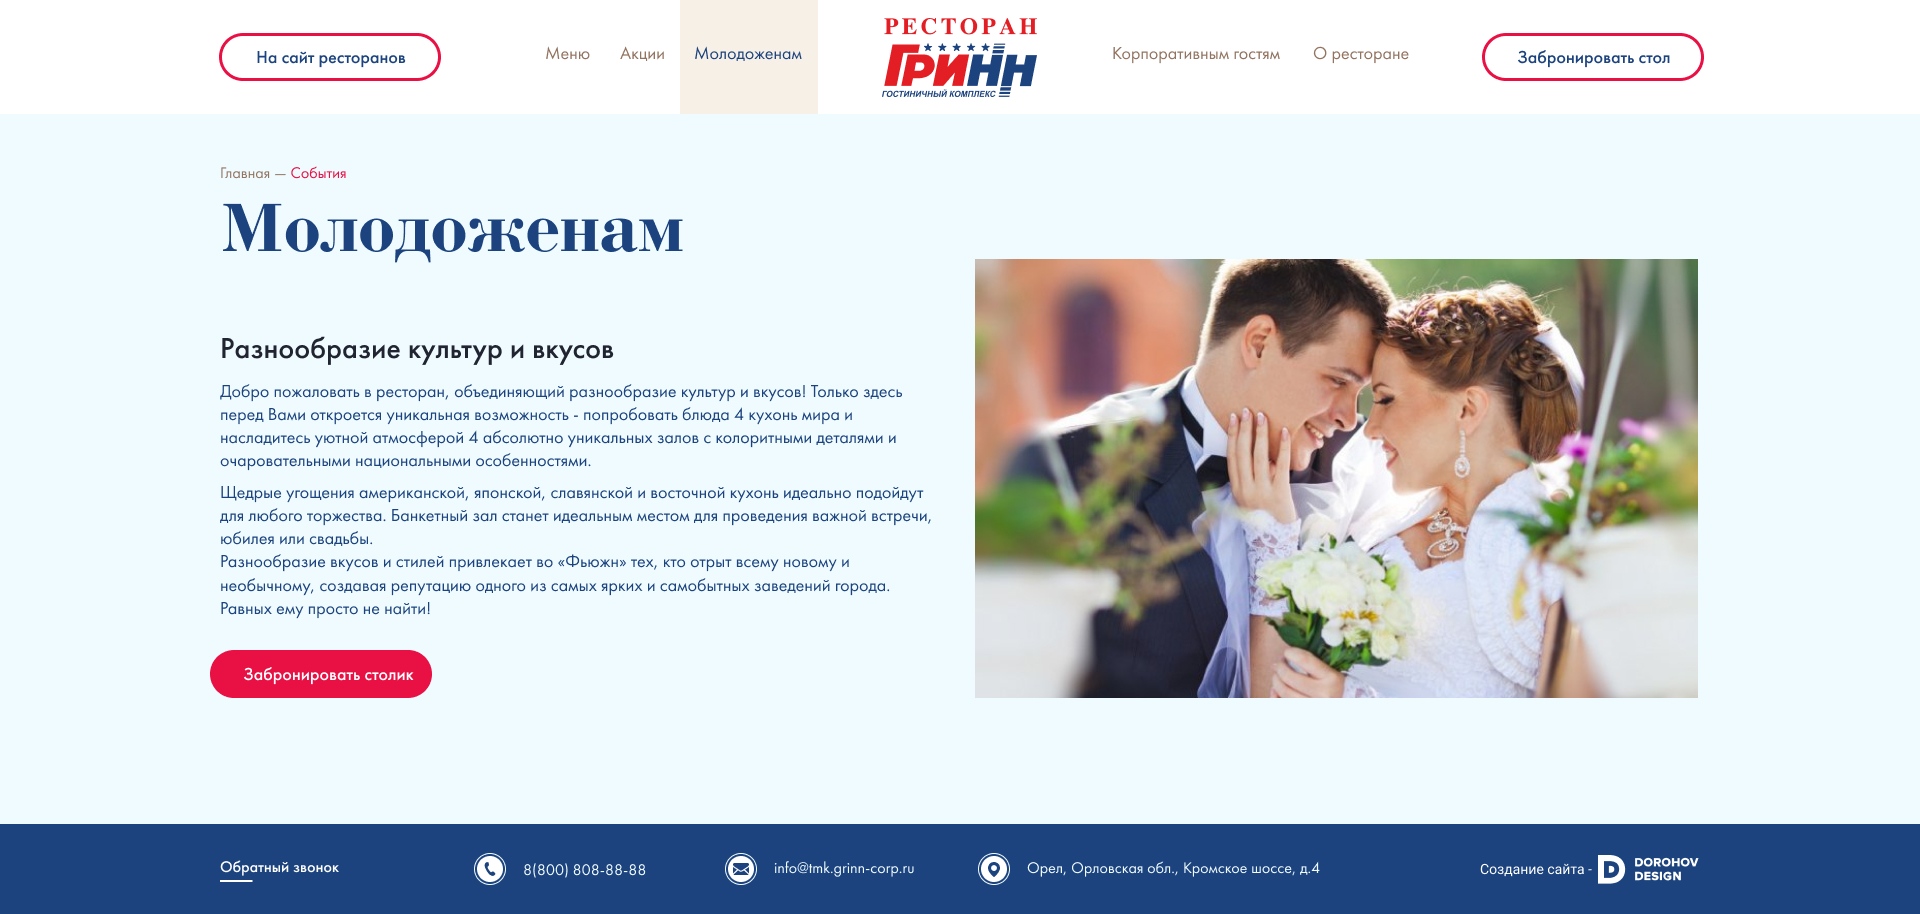 На сайт ресторанов
Меню
Акции
Молодоженам
РЕСТОРАН
ГРИНН
ГОСТИНИЧНЫЙ КОМПЛЕКС
Корпоративным гостям
О ресторане
Забронировать стол
Главная — События
Молодоженам
Разнообразие культур и вкусов
Добро пожаловать в ресторан, объединяющий разнообразие культур и вкусов! Только здесь
перед Вами откроется уникальная возможность - попробовать блюда 4 кухонь мира и
насладитесь уютной атмосферой 4 абсолютно уникальных залов с колоритными деталями и
очаровательными национальными особенностями.
Щедрые угощения американской, японской, славянской и восточной кухонь идеально подойдут
для любого торжества. Банкетный зал станет идеальным местом для проведения важной встречи,
юбилея или свадьбы.
Разнообразие вкусов и стилей привлекает во «Фьюжн» тех, кто отрыт всему новому и
необычному, создавая репутацию одного из самых ярких и самобытных заведений города.
Равных ему просто не найти!
Забронировать столик
Обратный звонок
8(800) 808-88-88
info@tmk.grinn-corp.ru
Орел, Орловская обл., Кромское шоссе, д.4
Создание сайта -
DOROHOV
DESIGN